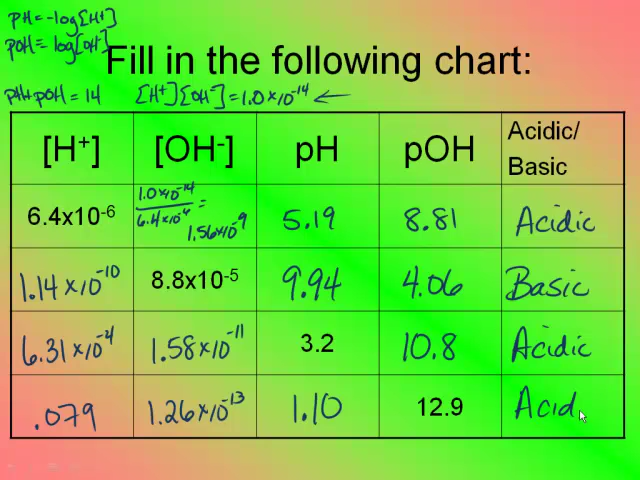 pH = -log[H⁺]
pOH = log[OH⁻]
Fill in the following chart:
pH + pOH = 14 [H⁺][OH⁻] = 1.0 x 10⁻¹⁴ ←
[H⁺] [OH-] pH pOH Acidic/
Basic
6.4x10⁻⁶ 1.0 x 10⁻¹⁴ / 6.4 x 10⁻⁶ = 1.56 x 10⁻⁹ 5.19 8.81 Acidic
1.14 x 10⁻¹⁰ 8.8x10⁻⁵ 9.94 4.06 Basic
6.31 x 10⁻⁴ 1.58 x 10⁻¹¹ 3.2 10.8 Acidic
.079 1.26 x 10⁻¹³ 1.10 12.9 Acid